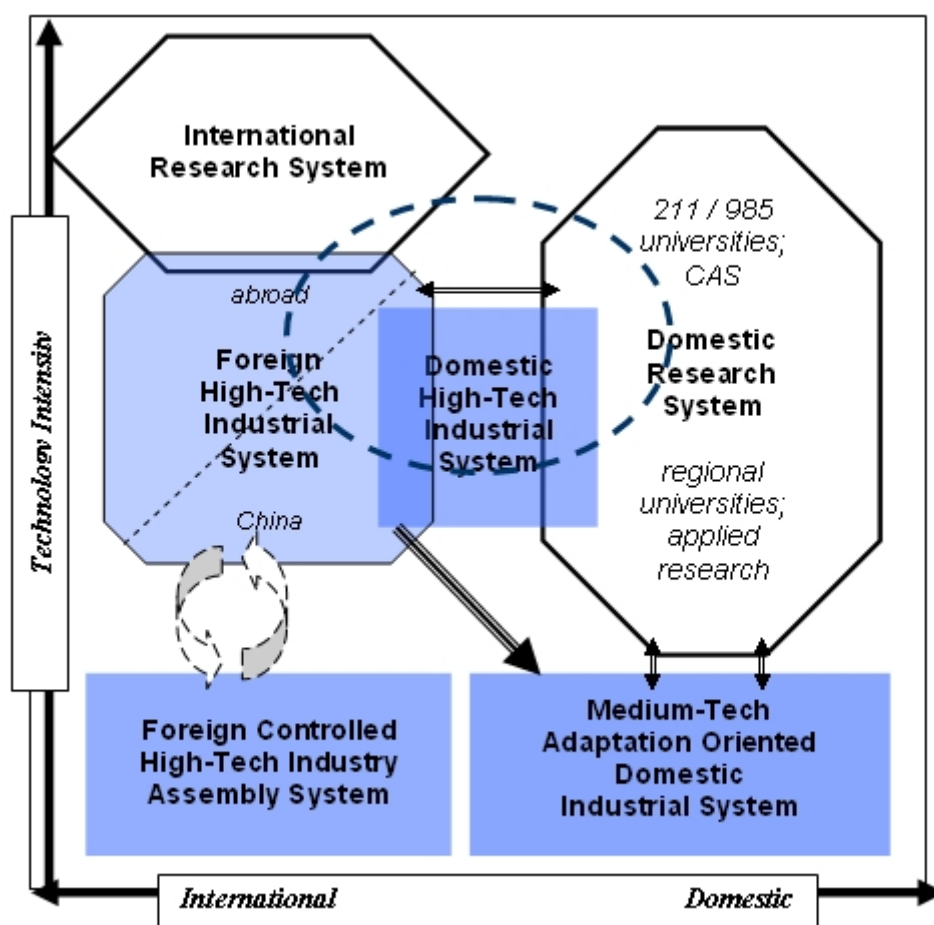 International
Research System
211 / 985
universities;
CAS
abroad
Foreign
High-Tech
Industrial
System
China
Domestic
High-Tech
Industrial
System
Domestic
Research
System
regional
universities;
applied
research
Technology Intensity
Foreign Controlled
High-Tech Industry
Assembly System
Medium-Tech
Adaptation Oriented
Domestic
Industrial System
International
Domestic